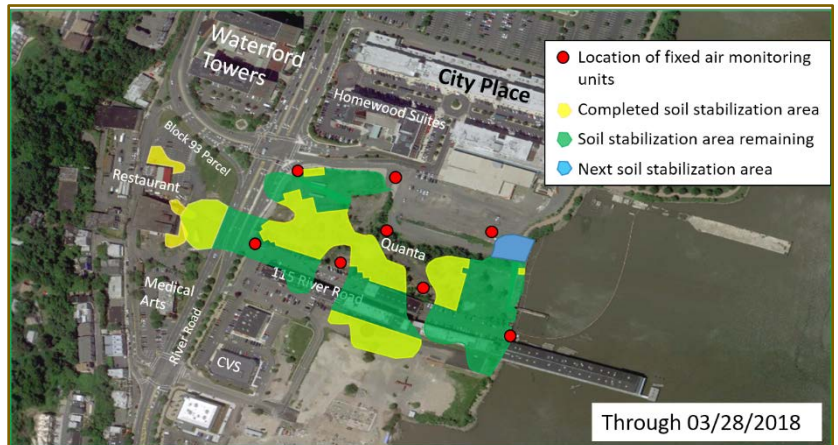 Waterford
Towers
City Place
Homewood Suites
Block 93 Parcel
Restaurant
Quanta
115 River Road
Medical
Arts
River Road
CVS
Location of fixed air monitoring
units
Completed soil stabilization area
Soil stabilization area remaining
Next soil stabilization area
Through 03/28/2018